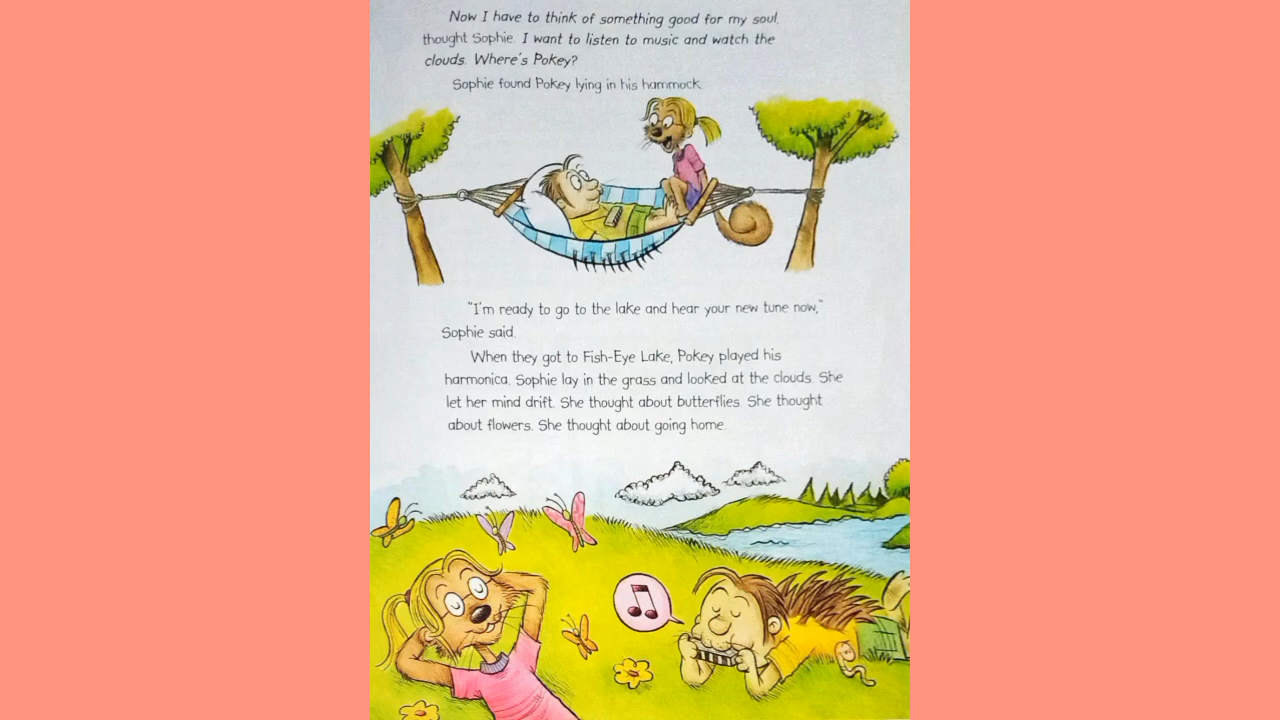 Now I have to think of something good for my soul,
thought Sophie. I want to listen to music and watch the
clouds. Where's Pokey?
Sophie found Pokey lying in his hammock.
"I'm ready to go to the lake and hear your new tune now,"
Sophie said.
When they got to Fish-Eye Lake, Pokey played his
harmonica. Sophie lay in the grass and looked at the clouds. She
let her mind drift. She thought about butterflies. She thought
about flowers. She thought about going home.